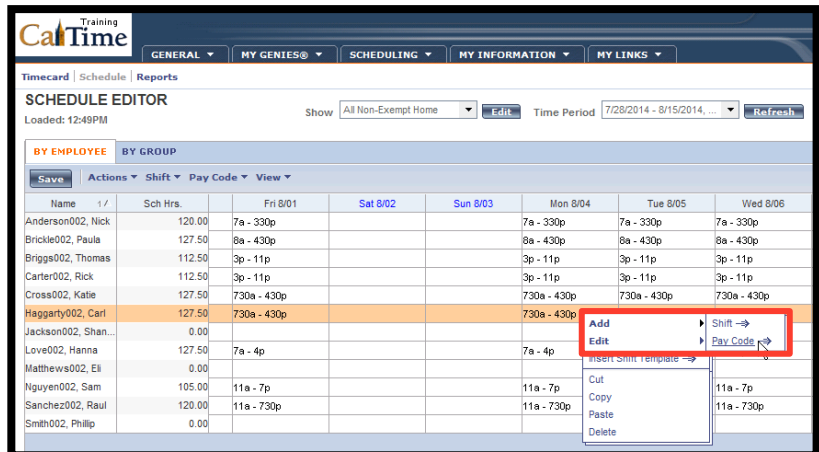 Training
CalTime
GENERAL ▼ MY GENIES® ▼ SCHEDULING ▼ MY INFORMATION ▼ MY LINKS ▼
Timecard | Schedule | Reports
SCHEDULE EDITOR
Loaded: 12:49PM
Show All Non-Exempt Home Edit Time Period 7/28/2014 - 8/15/2014, ... Refresh
BY EMPLOYEE BY GROUP
Save Actions ▼ Shift ▼ Pay Code ▼ View ▼
Name 1/ Sch Hrs. Fri 8/01 Sat 8/02 Sun 8/03 Mon 8/04 Tue 8/05 Wed 8/06
Anderson002, Nick 120.00 7a - 330p 7a - 330p 7a - 330p 7a - 330p
Brickle002, Paula 127.50 8a - 430p 8a - 430p 8a - 430p 8a - 430p
Briggs002, Thomas 112.50 3p - 11p 3p - 11p 3p - 11p 3p - 11p
Carter002, Rick 112.50 3p - 11p 3p - 11p 3p - 11p 3p - 11p
Cross002, Katie 127.50 730a - 430p 730a - 430p 730a - 430p 730a - 430p
Haggarty002, Carl 127.50 730a - 430p 730a - 430p
Add Shift
Jackson002, Shan... 0.00
Edit Pay Code
Love002, Hanna 127.50 7a - 4p 7a - 4p
Insert Shift Template
Matthews002, Eli 0.00
Cut
Nguyen002, Sam 105.00 11a - 7p 11a - 7p 11a - 7p
Copy
Sanchez002, Raul 120.00 11a - 730p 11a - 730p 11a - 730p
Paste
Smith002, Phillip 0.00
Delete